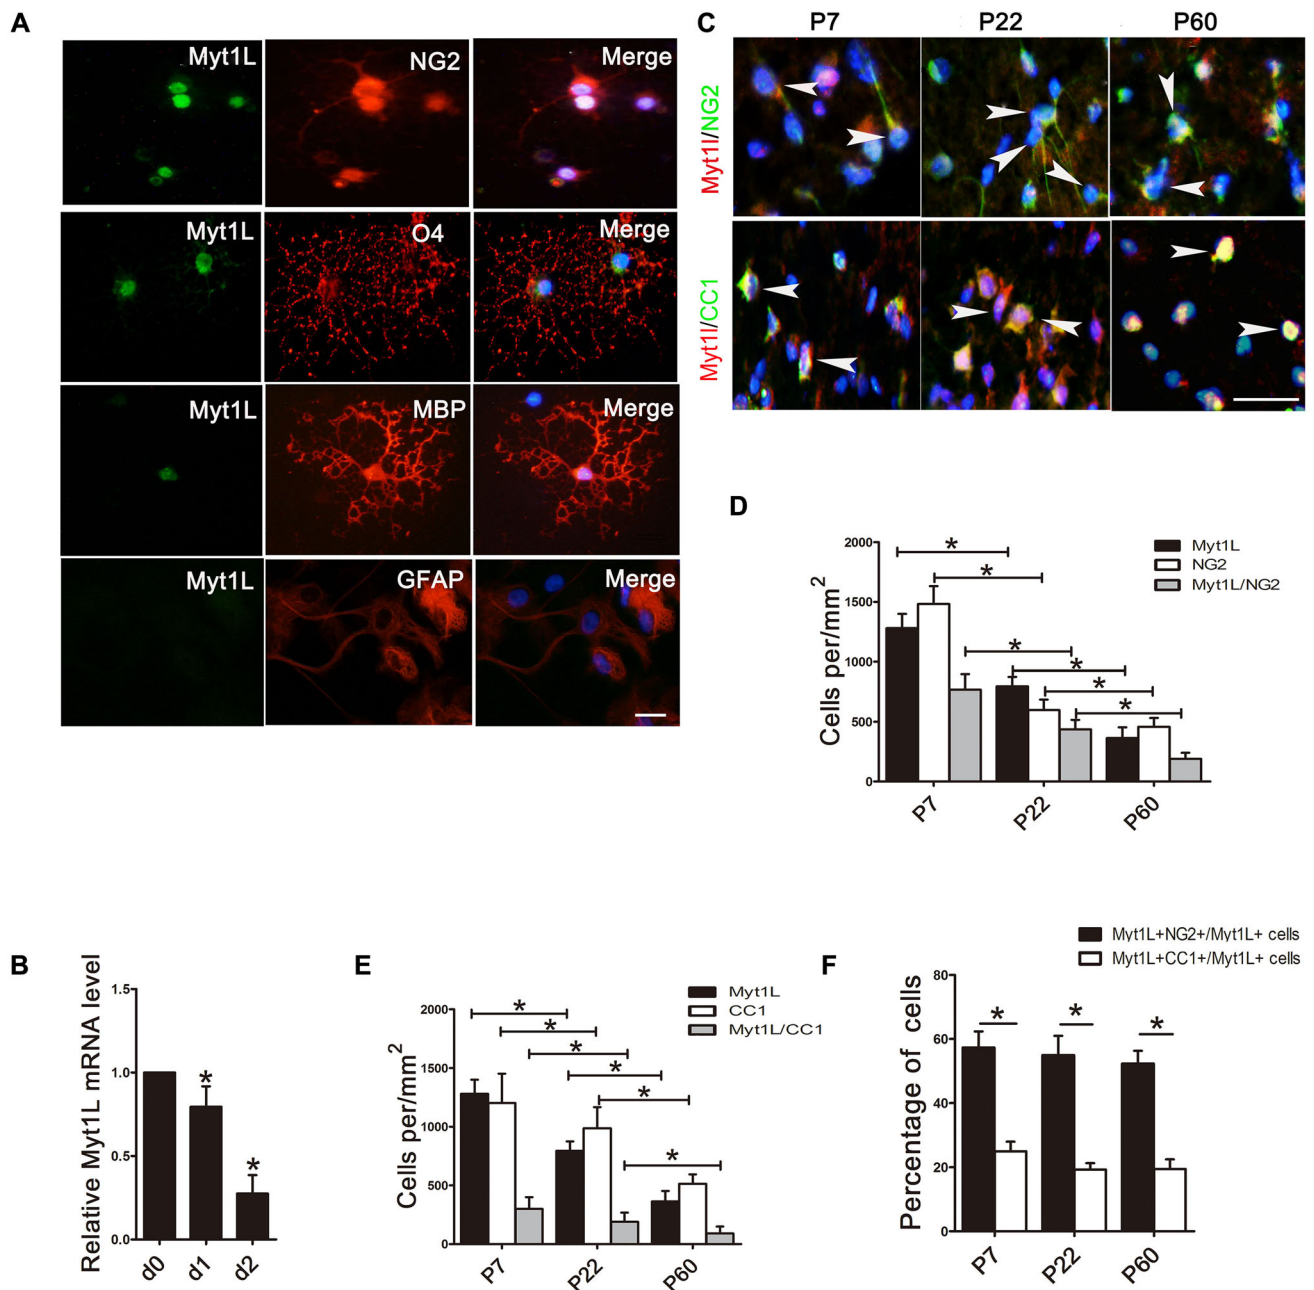 A
Myt1L NG2 Merge
Myt1L O4 Merge
Myt1L MBP Merge
Myt1L GFAP Merge
C
P7 P22 P60
Myt1l/NG2
Myt1l/CC1
D
Cells per/mm2
2000
1500
1000
500
0
* *
* * * *
P7 P22 P60
Myt1L
NG2
Myt1L/NG2
B
Relative Myt1L mRNA level
1.5
1.0
0.5
0.0
* *
d0 d1 d2
E
Cells per/mm2
2000
1500
1000
500
0
* * * * * *
P7 P22 P60
Myt1L
CC1
Myt1L/CC1
F
Myt1L+NG2+/Myt1L+ cells
Myt1L+CC1+/Myt1L+ cells
Percentage of cells
80
60
40
20
0
* * *
P7 P22 P60